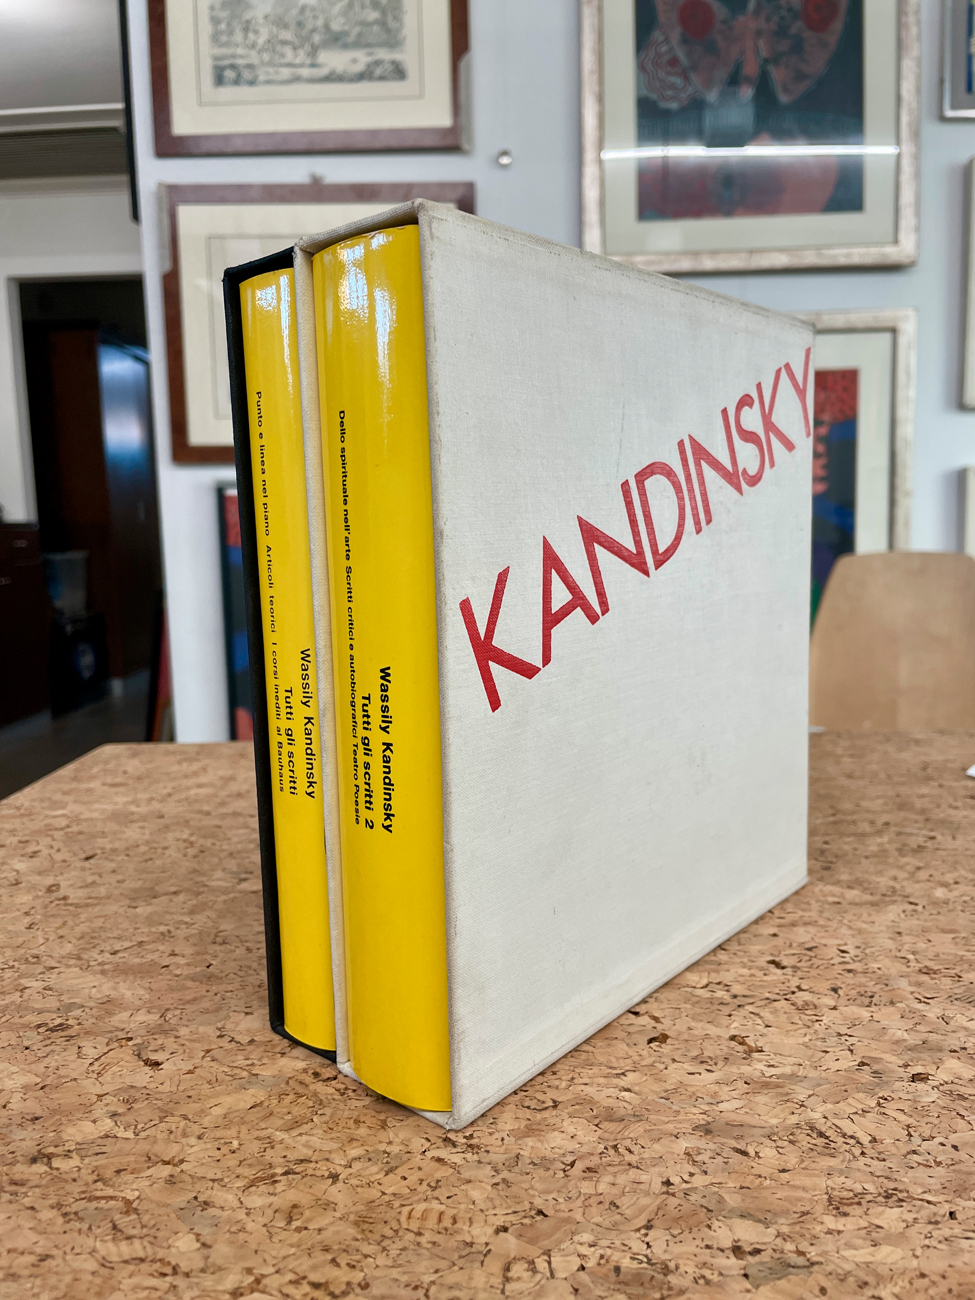 Wassily Kandinsky
Tutti gli scritti
Punto e linea nel piano Articoli teorici I corsi inediti al Bauhaus
Wassily Kandinsky
Tutti gli scritti 2
Dello spirituale nell'arte Scritti critici e autobiografici Teatro Poesie
KANDINSKY